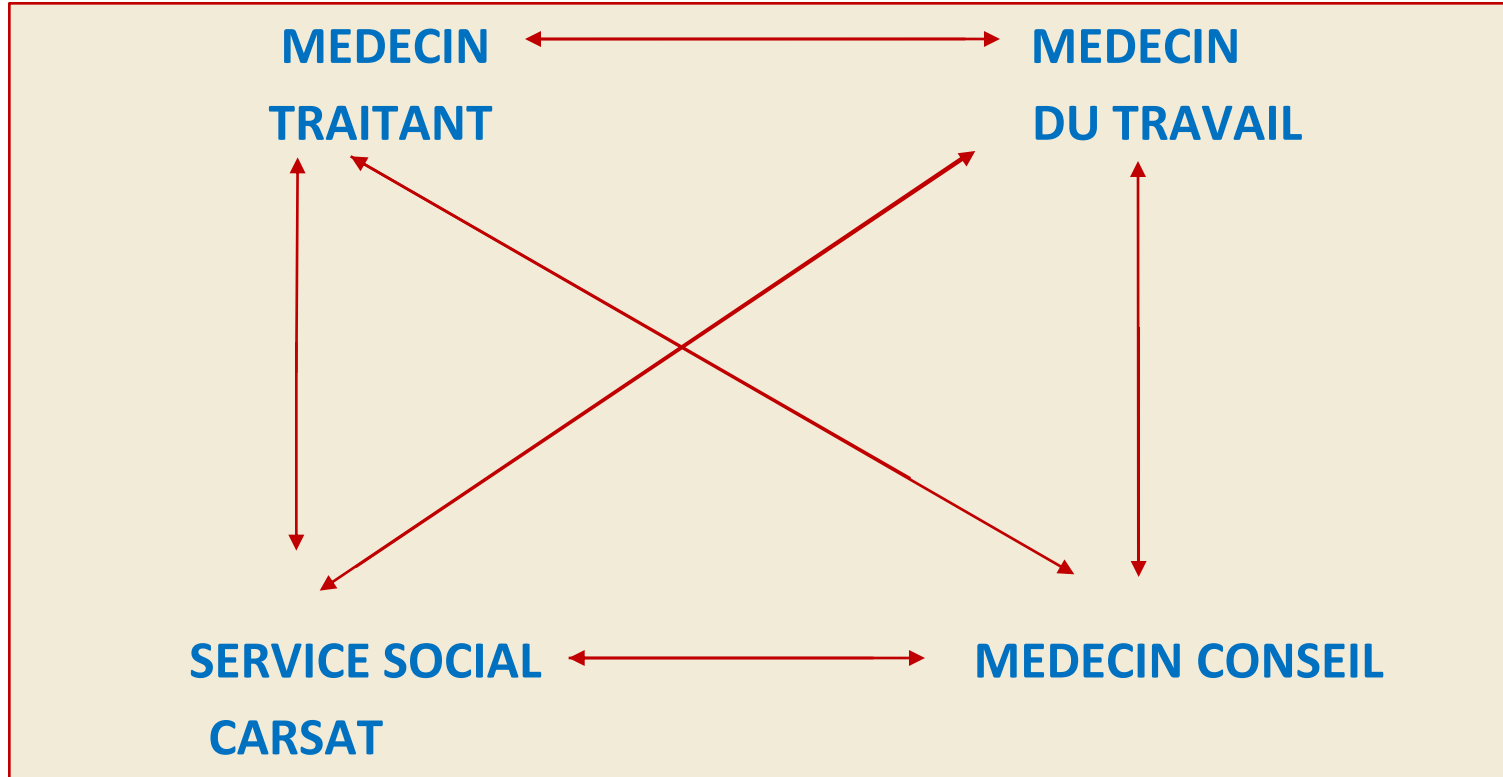 MEDECIN
TRAITANT
MEDECIN
DU TRAVAIL
SERVICE SOCIAL
CARSAT
MEDECIN CONSEIL